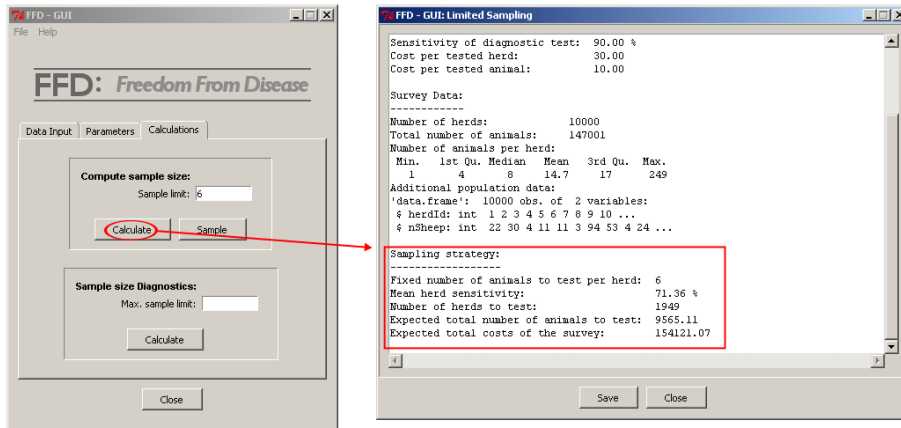 FFD - GUI
File Help
FFD: Freedom From Disease
Data Input Parameters Calculations
Compute sample size:
Sample limit: 6
Calculate Sample
Sample size Diagnostics:
Max. sample limit:
Calculate
Close
FFD - GUI: Limited Sampling
Sensitivity of diagnostic test: 90.00 %
Cost per tested herd: 30.00
Cost per tested animal: 10.00
Survey Data:
------------
Number of herds: 10000
Total number of animals: 147001
Number of animals per herd:
Min. 1st Qu. Median Mean 3rd Qu. Max.
1 4 8 14.7 17 249
Additional population data:
'data.frame': 10000 obs. of 2 variables:
$ herdId: int 1 2 3 4 5 6 7 8 9 10 ...
$ nSheep: int 22 30 4 11 11 3 94 53 4 24 ...
Sampling strategy:
------------------
Fixed number of animals to test per herd: 6
Mean herd sensitivity: 71.36 %
Number of herds to test: 1949
Expected total number of animals to test: 9565.11
Expected total costs of the survey: 154121.07
Save Close